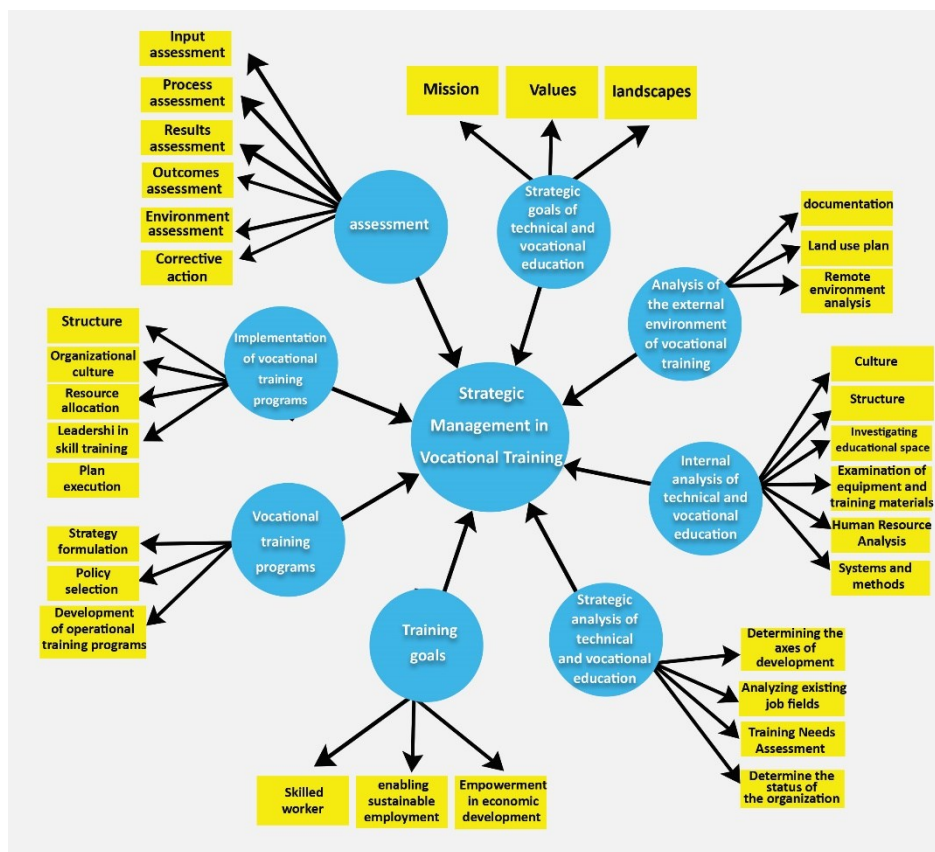 Input
assessment
Process
assessment
Results
assessment
Outcomes
assessment
Environment
assessment
Corrective
action
assessment
Mission
Values
landscapes
Strategic
goals of
technical and
vocational
education
documentation
Land use plan
Remote
environment
analysis
Analysis of
the external
environment
of vocational
training
Structure
Organizational
culture
Resource
allocation
Leadershi in
skill training
Plan
execution
Implementation
of vocational
training
programs
Strategic
Management in
Vocational Training
Culture
Structure
Investigating
educational space
Examination of
equipment and
training materials
Human Resource
Analysis
Systems and
methods
Internal
analysis of
technical and
vocational
education
Strategy
formulation
Policy
selection
Development
of operational
training programs
Vocational
training
programs
Training
goals
Skilled
worker
enabling
sustainable
employment
Empowerment
in economic
development
Strategic
analysis of
technical
and vocational
education
Determining the
axes of
development
Analyzing existing
job fields
Training Needs
Assessment
Determine the
status of
the organization